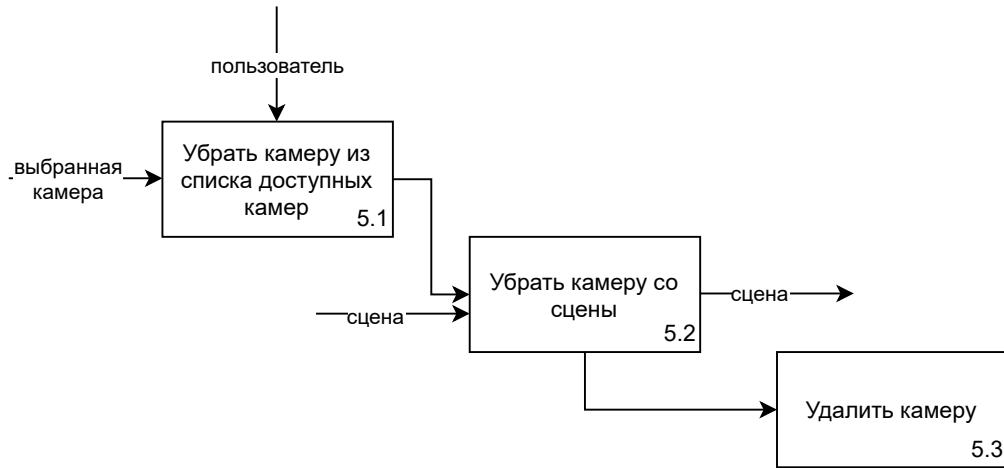 пользователь
выбранная
камера
Убрать камеру из
списка доступных
камер
5.1
Убрать камеру со
сцены
5.2
сцена
сцена
Удалить камеру
5.3